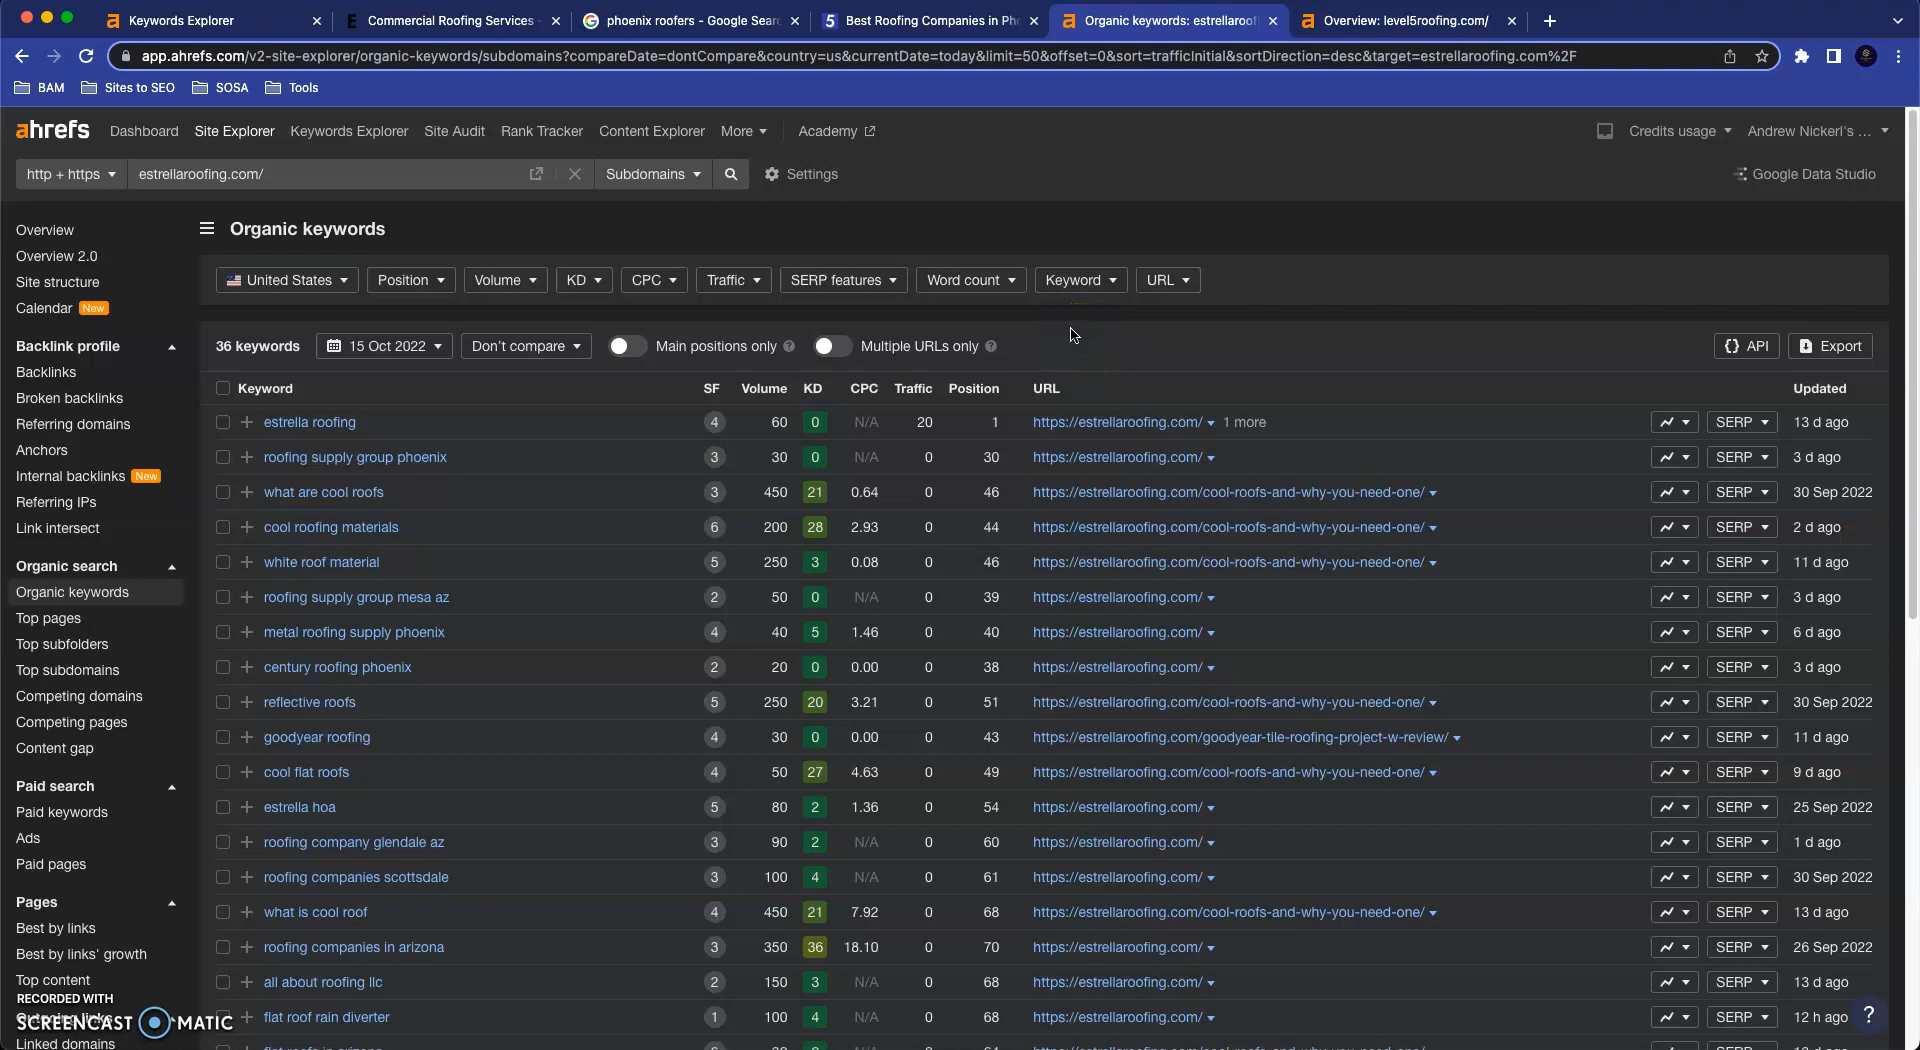 Keywords Explorer
Commercial Roofing Services -
phoenix roofers - Google Sear
Best Roofing Companies in Ph
Organic keywords: estrellaroof
Overview: level5roofing.com/
app.ahrefs.com/v2-site-explorer/organic-keywords/subdomains?compareDate=dontCompare&country=us&currentDate=today&limit=50&offset=0&sort=trafficInitial&sortDirection=desc&target=estrellaroofing.com%2F
BAM Sites to SEO SOSA Tools
ahrefs Dashboard Site Explorer Keywords Explorer Site Audit Rank Tracker Content Explorer More Academy Credits usage Andrew Nickerl's ...
http + https estrellaroofing.com/ Subdomains Settings Google Data Studio
Overview
Overview 2.0
Site structure
Calendar New
Backlink profile
Backlinks
Broken backlinks
Referring domains
Anchors
Internal backlinks New
Referring IPs
Link intersect
Organic search
Organic keywords
Top pages
Top subfolders
Top subdomains
Competing domains
Competing pages
Content gap
Paid search
Paid keywords
Ads
Paid pages
Pages
Best by links
Best by links' growth
Top content
RECORDED WITH
SCREENCAST MATIC
Linked domains
Organic keywords
United States Position Volume KD CPC Traffic SERP features Word count Keyword URL
36 keywords 15 Oct 2022 Don't compare Main positions only ? Multiple URLs only ? {} API Export
Keyword SF Volume KD CPC Traffic Position URL Updated
estrella roofing 4 60 0 N/A 20 1 https://estrellaroofing.com/ 1 more SERP 13 d ago
roofing supply group phoenix 3 30 0 N/A 0 30 https://estrellaroofing.com/ SERP 3 d ago
what are cool roofs 3 450 21 0.64 0 46 https://estrellaroofing.com/cool-roofs-and-why-you-need-one/ SERP 30 Sep 2022
cool roofing materials 6 200 28 2.93 0 44 https://estrellaroofing.com/cool-roofs-and-why-you-need-one/ SERP 2 d ago
white roof material 5 250 3 0.08 0 46 https://estrellaroofing.com/cool-roofs-and-why-you-need-one/ SERP 11 d ago
roofing supply group mesa az 2 50 0 N/A 0 39 https://estrellaroofing.com/ SERP 3 d ago
metal roofing supply phoenix 4 40 5 1.46 0 40 https://estrellaroofing.com/ SERP 6 d ago
century roofing phoenix 2 20 0 0.00 0 38 https://estrellaroofing.com/ SERP 3 d ago
reflective roofs 5 250 20 3.21 0 51 https://estrellaroofing.com/cool-roofs-and-why-you-need-one/ SERP 30 Sep 2022
goodyear roofing 4 30 0 0.00 0 43 https://estrellaroofing.com/goodyear-tile-roofing-project-w-review/ SERP 11 d ago
cool flat roofs 4 50 27 4.63 0 49 https://estrellaroofing.com/cool-roofs-and-why-you-need-one/ SERP 9 d ago
estrella hoa 5 80 2 1.36 0 54 https://estrellaroofing.com/ SERP 25 Sep 2022
roofing company glendale az 3 90 2 N/A 0 60 https://estrellaroofing.com/ SERP 1 d ago
roofing companies scottsdale 3 100 4 N/A 0 61 https://estrellaroofing.com/ SERP 30 Sep 2022
what is cool roof 4 450 21 7.92 0 68 https://estrellaroofing.com/cool-roofs-and-why-you-need-one/ SERP 13 d ago
roofing companies in arizona 3 350 36 18.10 0 70 https://estrellaroofing.com/ SERP 26 Sep 2022
all about roofing llc 2 150 3 N/A 0 68 https://estrellaroofing.com/ SERP 13 d ago
flat roof rain diverter 1 100 4 N/A 0 68 https://estrellaroofing.com/ SERP 12 h ago
?